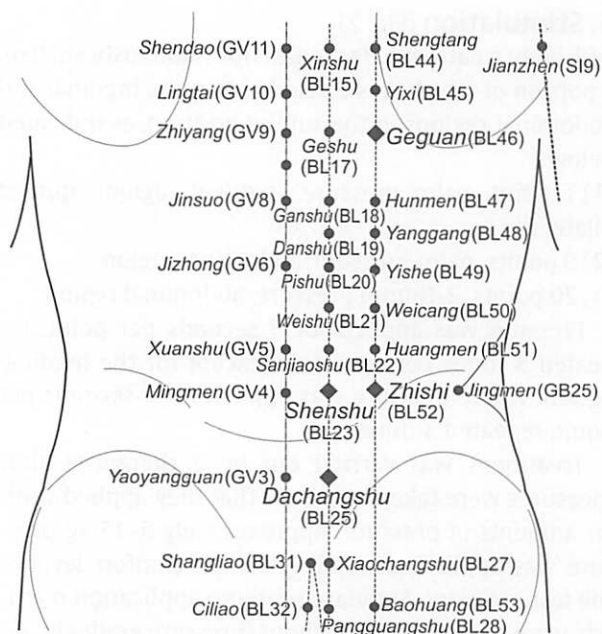 Stimulation
Shendao(GV11)
Xinshu
(BL15)
Shengtang
(BL44)
Jianzhen(SI9)
Lingtai(GV10)
Yixi(BL45)
Zhiyang(GV9)
Geshu
(BL17)
Geguan(BL46)
Jinsuo(GV8)
Ganshu(BL18)
Hunmen(BL47)
Danshu(BL19)
Yanggang(BL48)
Jizhong(GV6)
Pishu(BL20)
Yishe(BL49)
Weishu(BL21)
Weicang(BL50)
Xuanshu(GV5)
Sanjiaoshu(BL22)
Huangmen(BL51)
Mingmen(GV4)
Shenshu
(BL23)
Zhishi
(BL52)
Jingmen(GB25)
Yaoyangguan(GV3)
Dachangshu
(BL25)
Shangliao(BL31)
Xiaochangshu(BL27)
Ciliao(BL32)
Baohuang(BL53)
Pangguangshu(BL28)